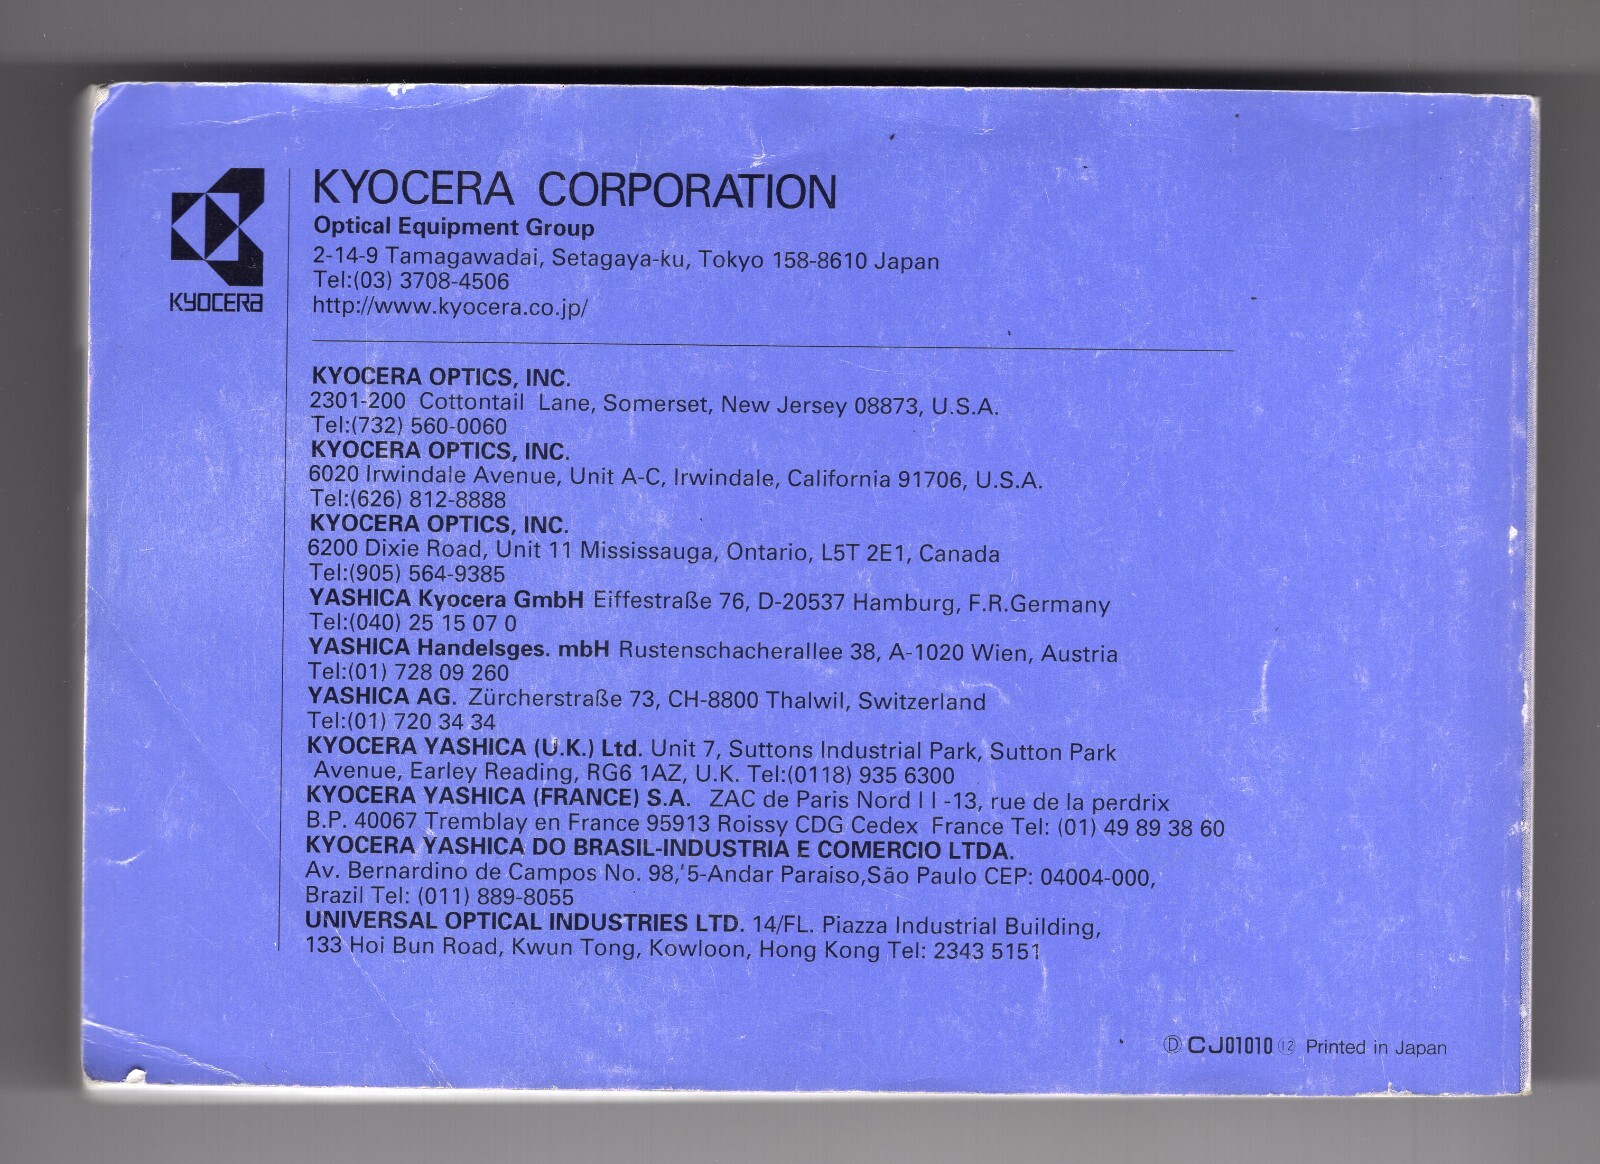 KYOCERA
KYOCERA CORPORATION
Optical Equipment Group
2-14-9 Tamagawadai, Setagaya-ku, Tokyo 158-8610 Japan
Tel:(03) 3708-4506
http://www.kyocera.co.jp/
KYOCERA OPTICS, INC.
2301-200 Cottontail Lane, Somerset, New Jersey 08873, U.S.A.
Tel:(732) 560-0060
KYOCERA OPTICS, INC.
6020 Irwindale Avenue, Unit A-C, Irwindale, California 91706, U.S.A.
Tel:(626) 812-8888
KYOCERA OPTICS, INC.
6200 Dixie Road, Unit 11 Mississauga, Ontario, L5T 2E1, Canada
Tel:(905) 564-9385
YASHICA Kyocera GmbH Eiffestraße 76, D-20537 Hamburg, F.R.Germany
Tel:(040) 25 15 07 0
YASHICA Handelsges. mbH Rustenschacherallee 38, A-1020 Wien, Austria
Tel:(01) 728 09 260
YASHICA AG. Zürcherstraße 73, CH-8800 Thalwil, Switzerland
Tel:(01) 720 34 34
KYOCERA YASHICA (U.K.) Ltd. Unit 7, Suttons Industrial Park, Sutton Park
Avenue, Earley Reading, RG6 1AZ, U.K. Tel:(0118) 935 6300
KYOCERA YASHICA (FRANCE) S.A. ZAC de Paris Nord I I -13, rue de la perdrix
B.P. 40067 Tremblay en France 95913 Roissy CDG Cedex France Tel: (01) 49 89 38 60
KYOCERA YASHICA DO BRASIL-INDUSTRIA E COMERCIO LTDA.
Av. Bernardino de Campos No. 98,'5-Andar Paraiso,São Paulo CEP: 04004-000,
Brazil Tel: (011) 889-8055
UNIVERSAL OPTICAL INDUSTRIES LTD. 14/FL. Piazza Industrial Building,
133 Hoi Bun Road, Kwun Tong, Kowloon, Hong Kong Tel: 2343 5151
Ⓓ CJ01010 ⑫ Printed in Japan